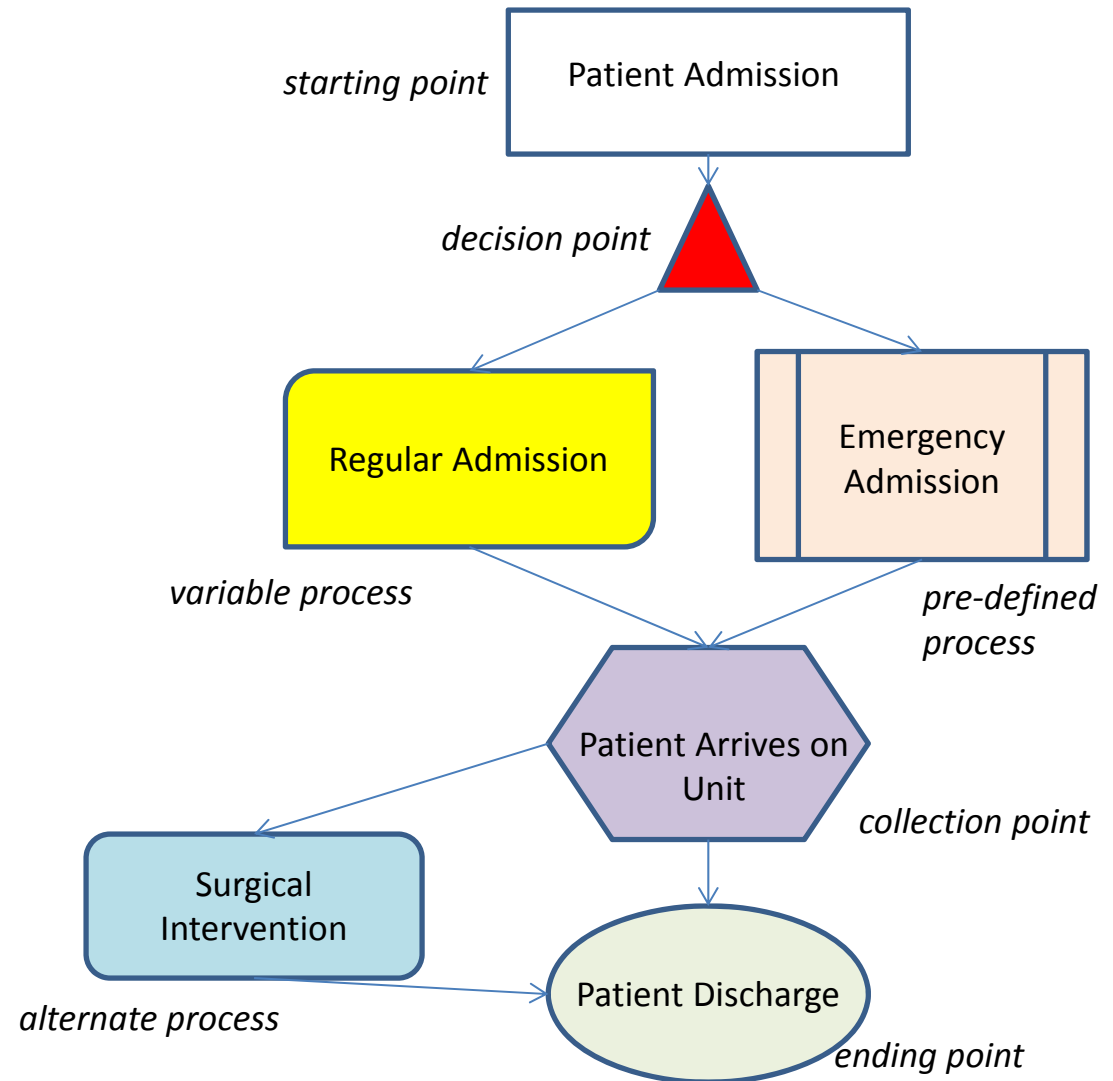 Patient Admission
starting point
decision point
Regular Admission
Emergency
Admission
variable process
pre-defined
process
Patient Arrives on
Unit
collection point
Surgical
Intervention
Patient Discharge
alternate process
ending point